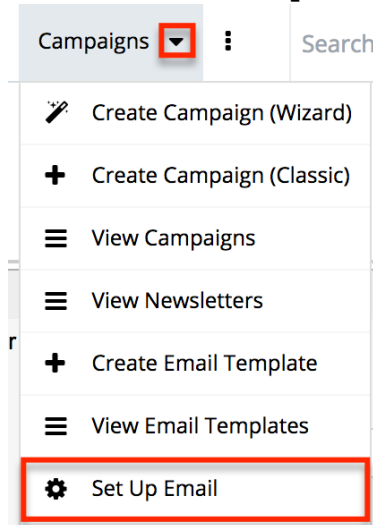 Campaigns
Search
Create Campaign (Wizard)
Create Campaign (Classic)
View Campaigns
View Newsletters
r
Create Email Template
View Email Templates
Set Up Email